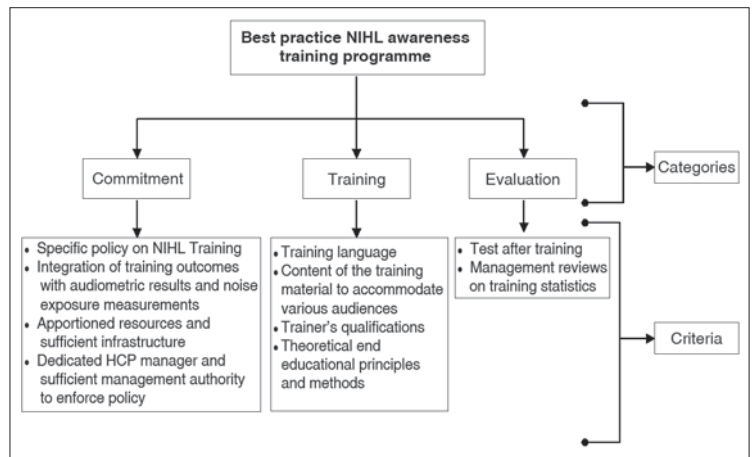 Best practice NIHL awareness
training programme
Commitment
Training
Evaluation
Categories
• Specific policy on NIHL Training
• Integration of training outcomes
with audiometric results and noise
exposure measurements
• Apportioned resources and
sufficient infrastructure
• Dedicated HCP manager and
sufficient management authority
to enforce policy
• Training language
• Content of the training
material to accommodate
various audiences
• Trainer's qualifications
• Theoretical end
educational principles
and methods
• Test after training
• Management reviews
on training statistics
Criteria